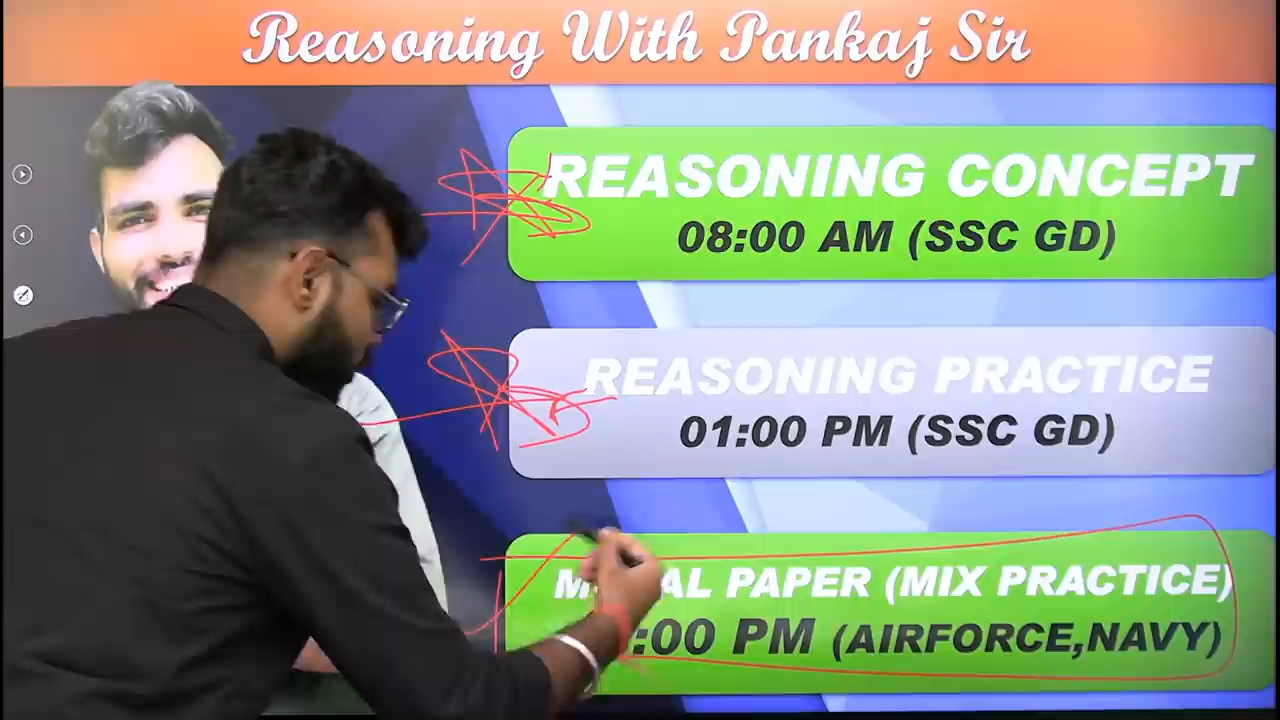 Reasoning With Pankaj Sir
REASONING CONCEPT
08:00 AM (SSC GD)
REASONING PRACTICE
01:00 PM (SSC GD)
PAPER (MIX PRACTICE)
:00 PM (AIRFORCE,NAVY)